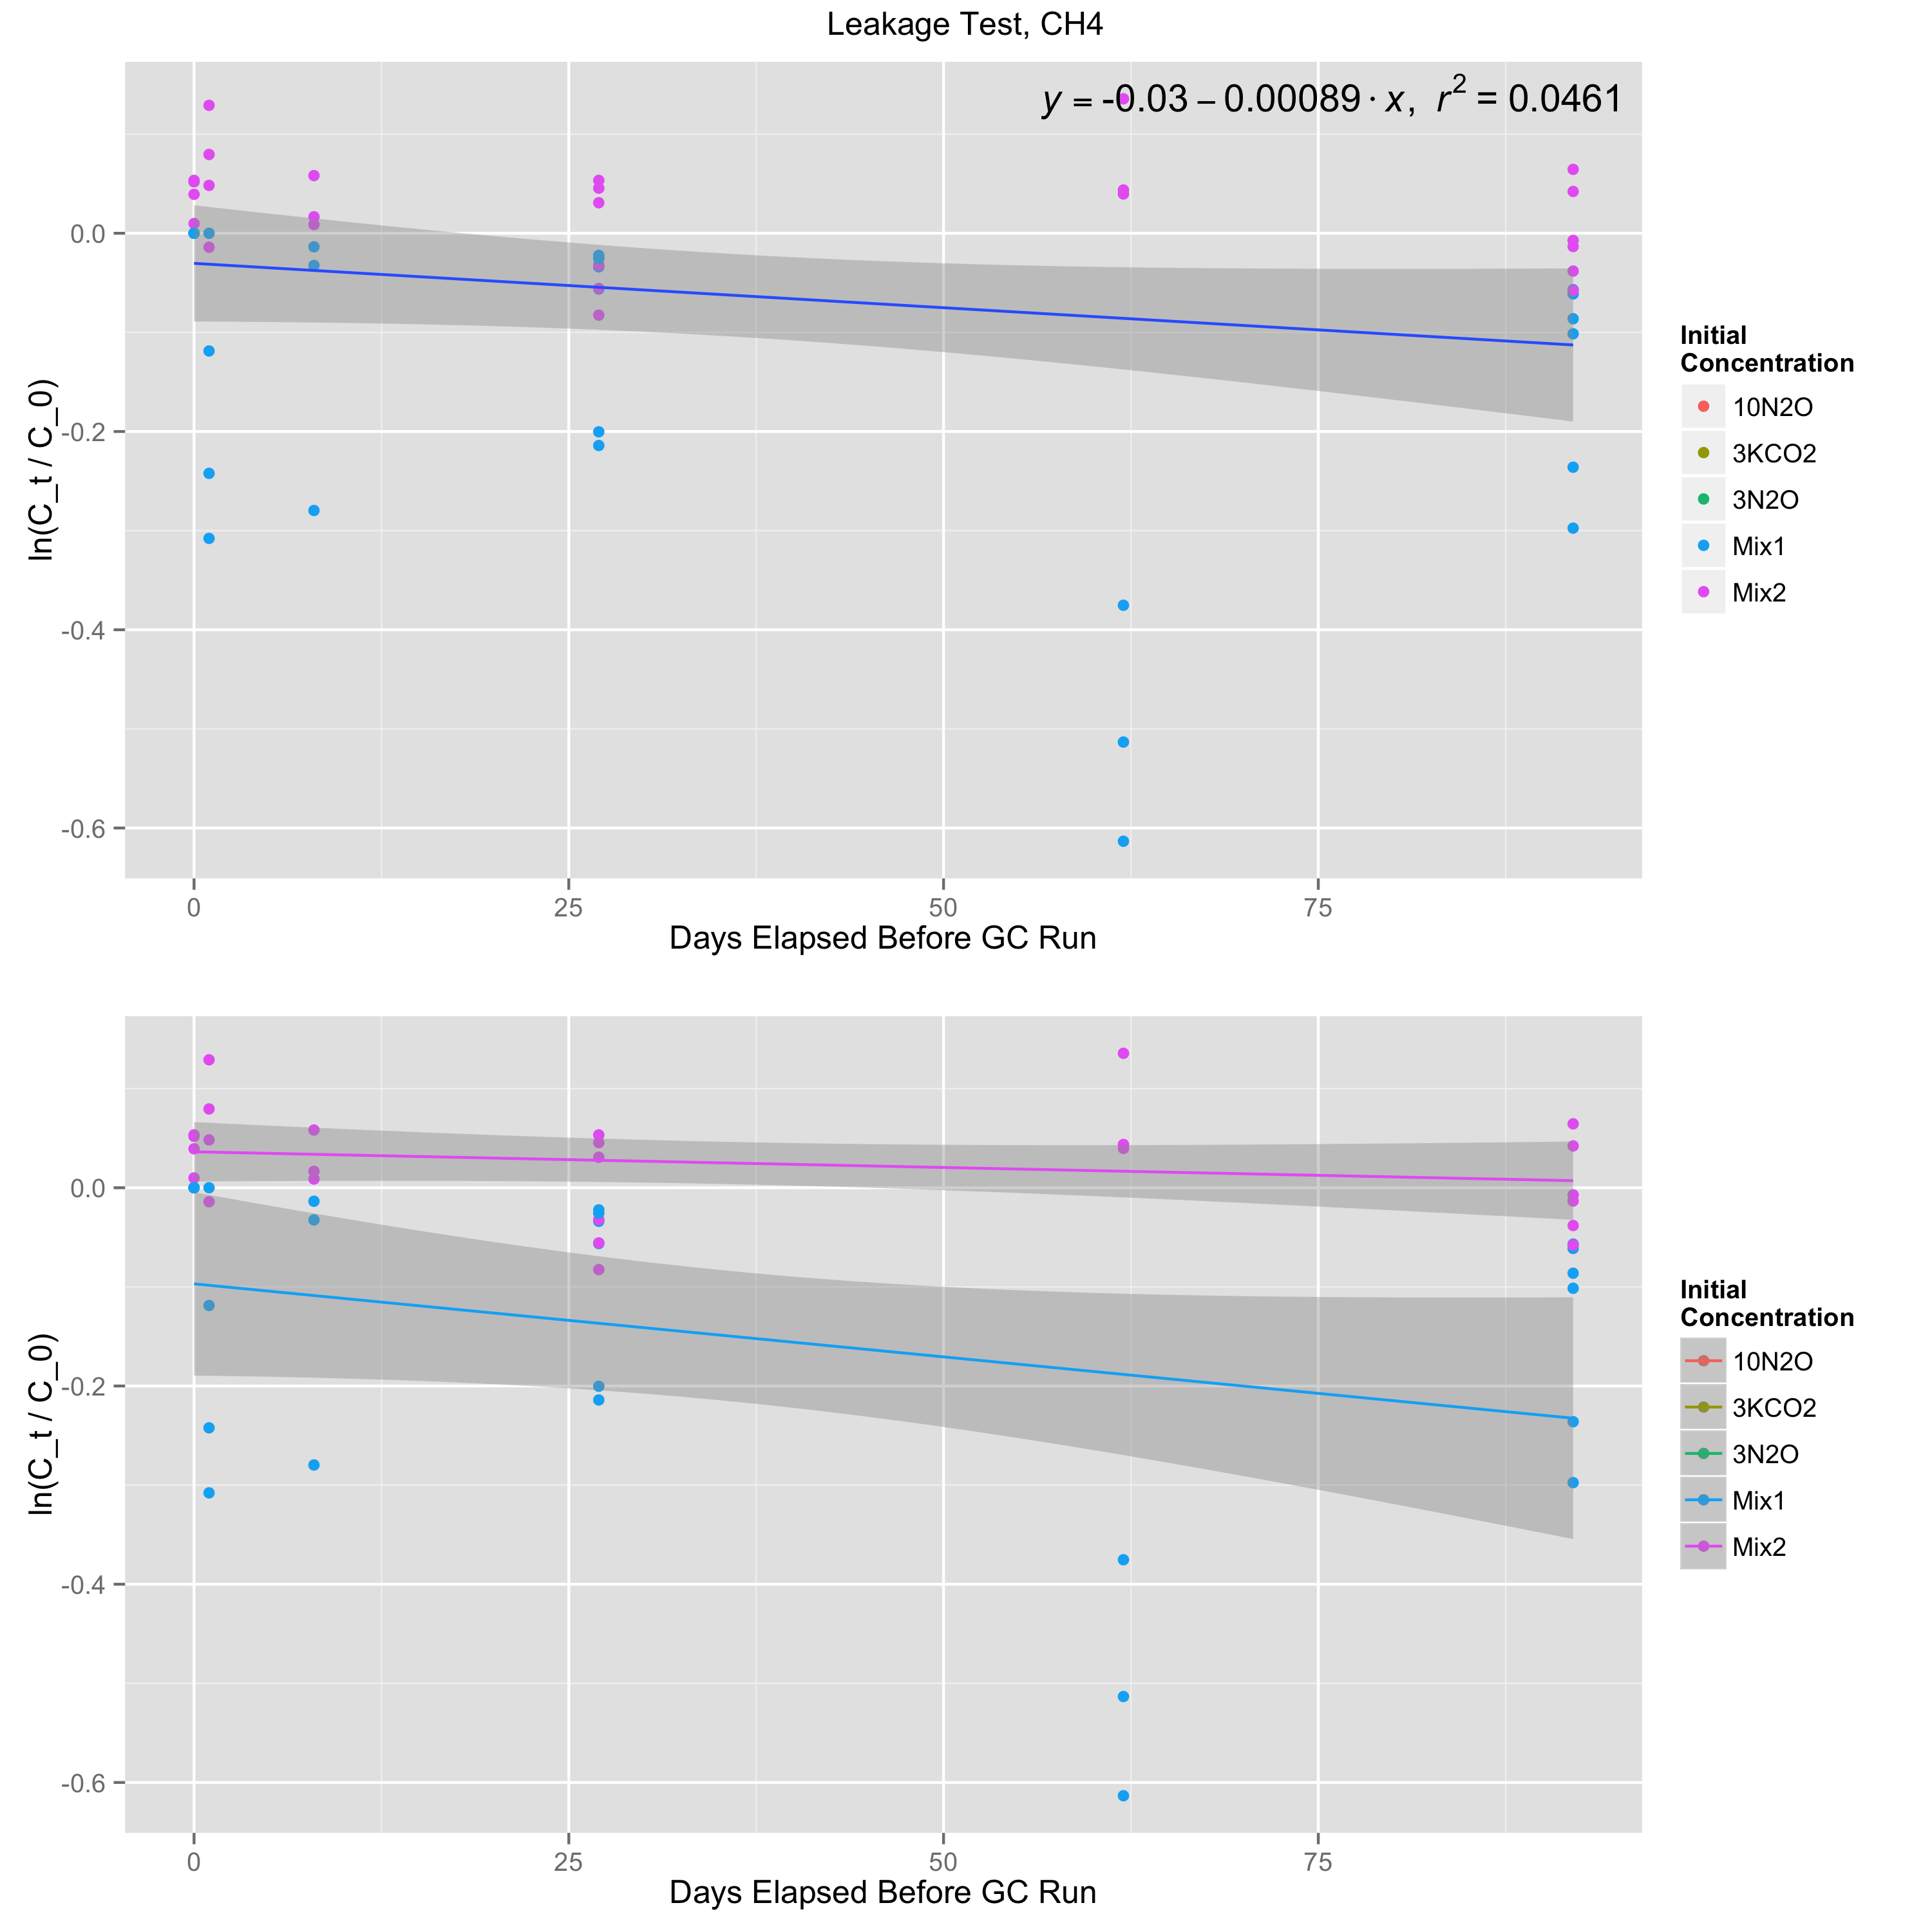 Leakage Test, CH4
y = -0.03 – 0.00089 · x, r² = 0.0461
0.0
-0.2
-0.4
-0.6
ln(C_t / C_0)
0 25 50 75
Days Elapsed Before GC Run
Initial
Concentration
10N2O
3KCO2
3N2O
Mix1
Mix2
0.0
-0.2
-0.4
-0.6
ln(C_t / C_0)
0 25 50 75
Days Elapsed Before GC Run
Initial
Concentration
10N2O
3KCO2
3N2O
Mix1
Mix2